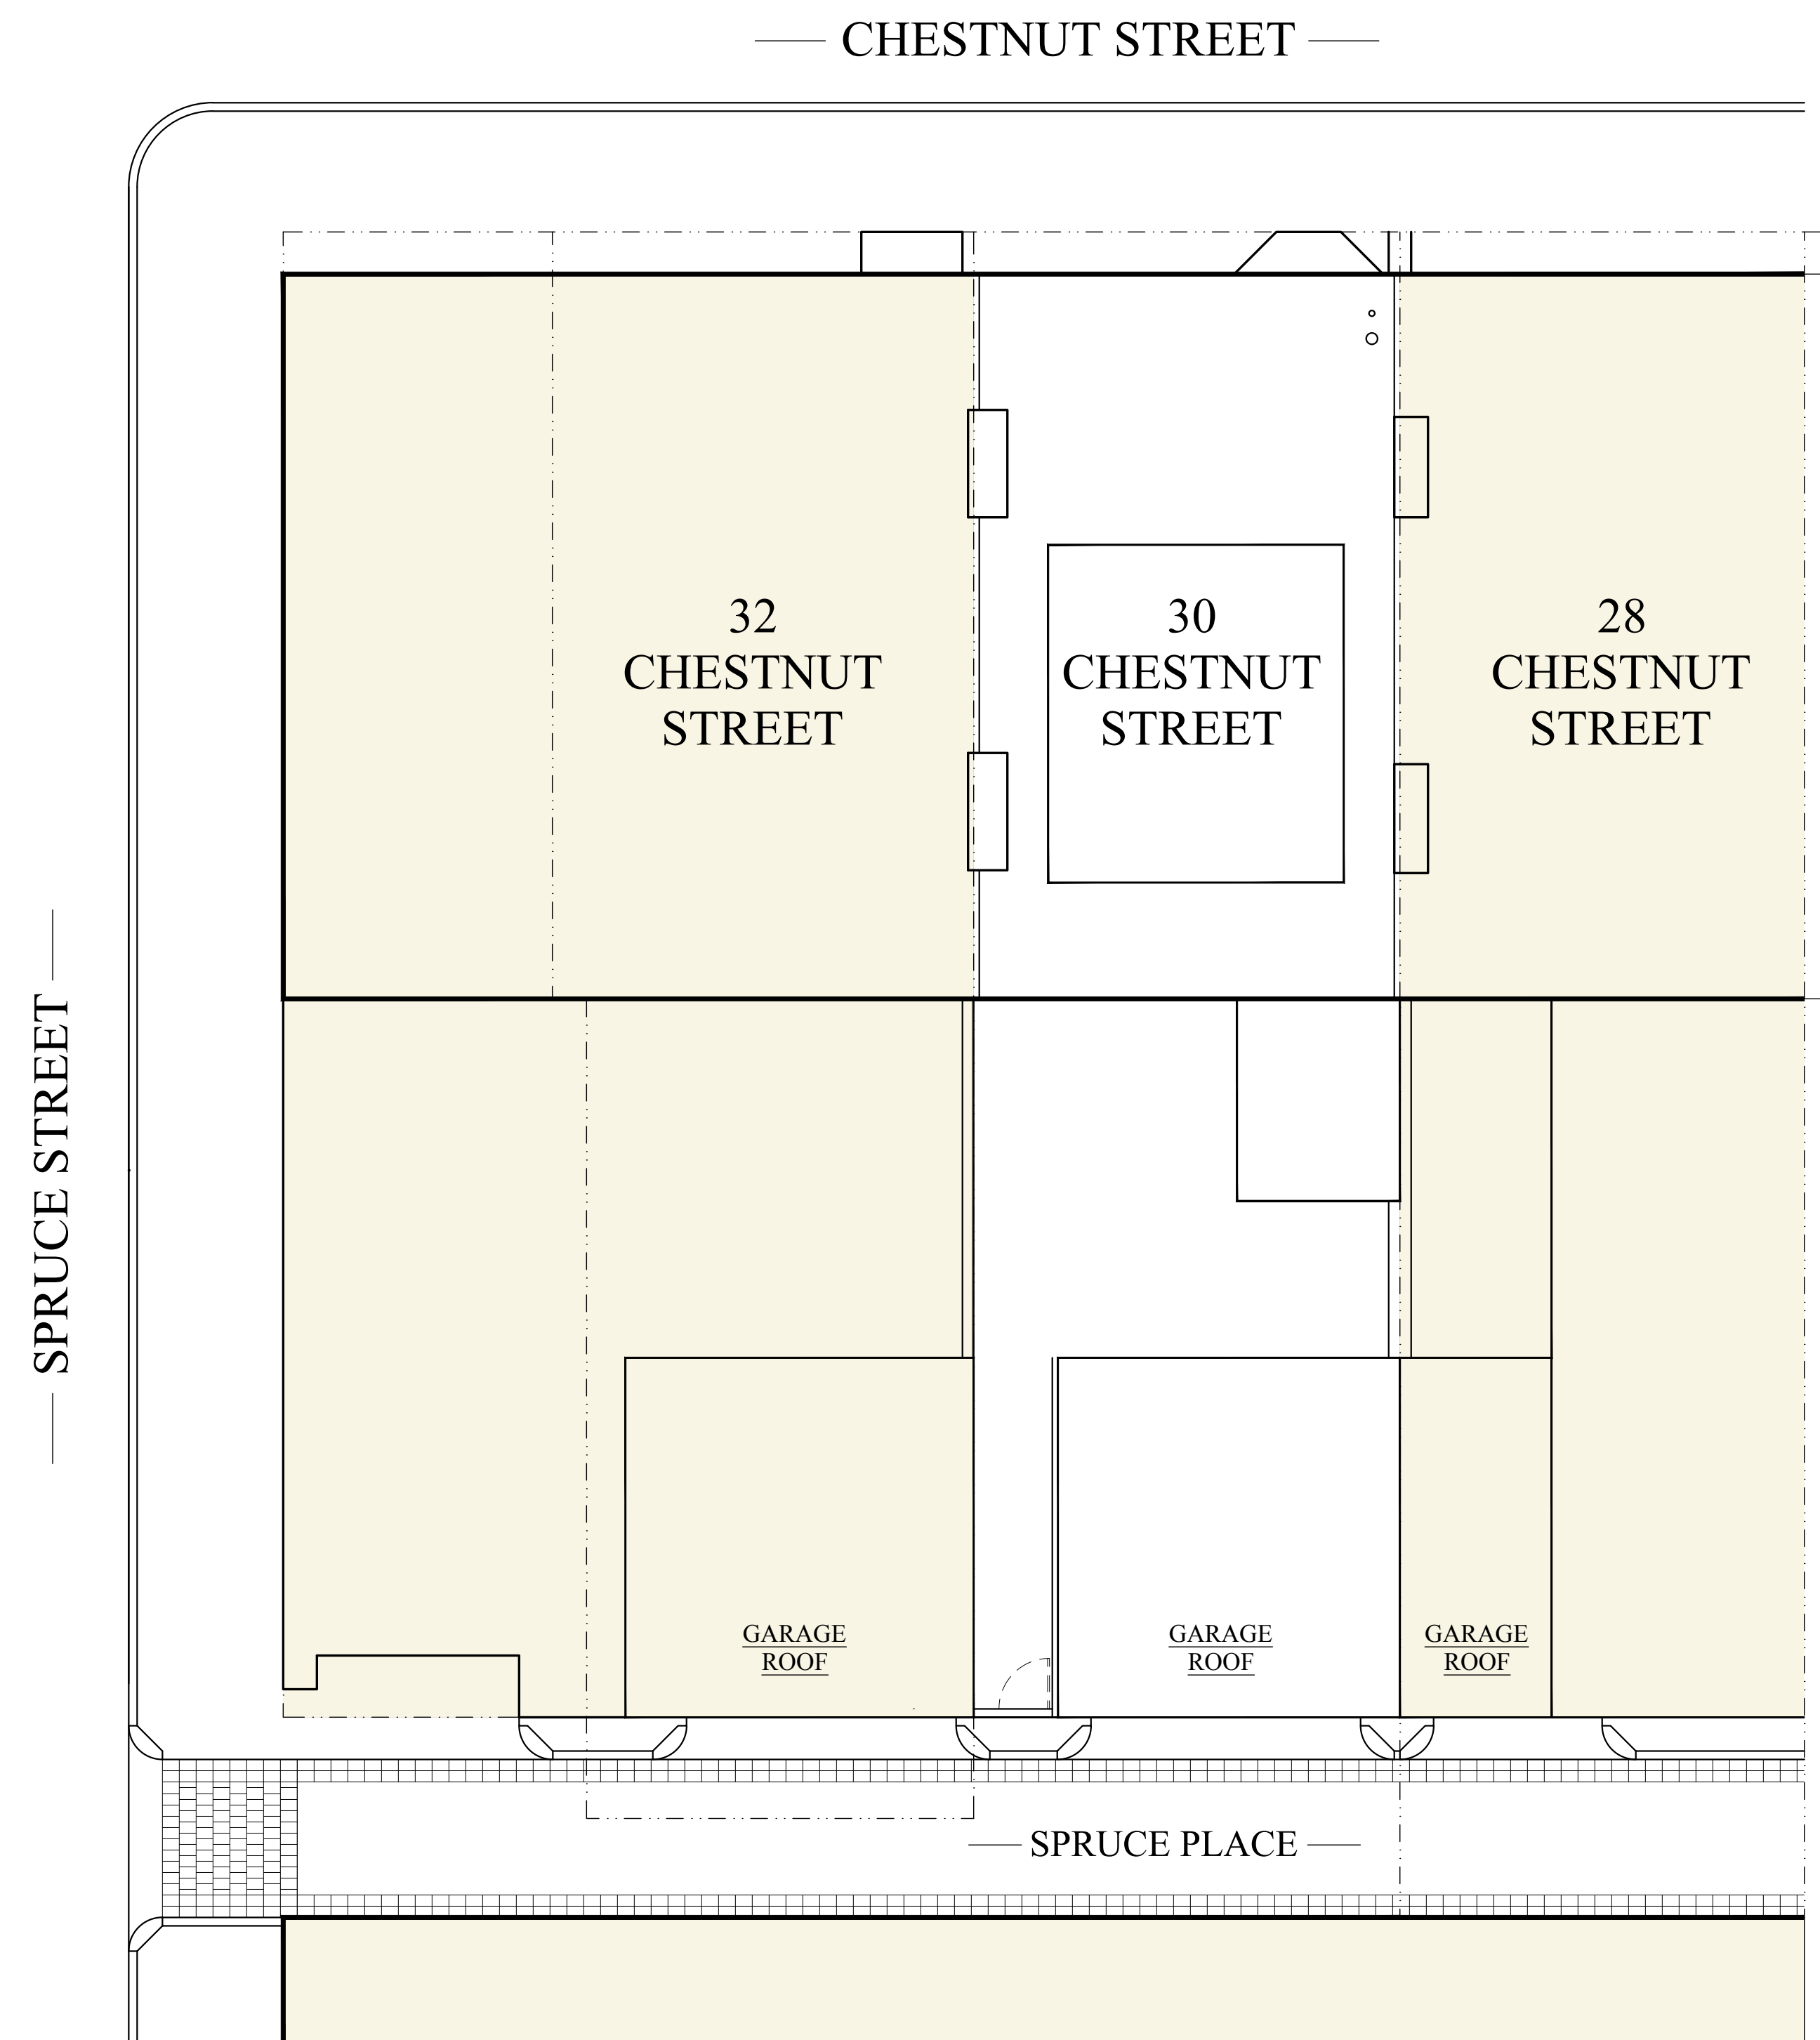 CHESTNUT STREET
32
CHESTNUT
STREET
30
CHESTNUT
STREET
28
CHESTNUT
STREET
SPRUCE STREET
GARAGE
ROOF
GARAGE
ROOF
GARAGE
ROOF
SPRUCE PLACE